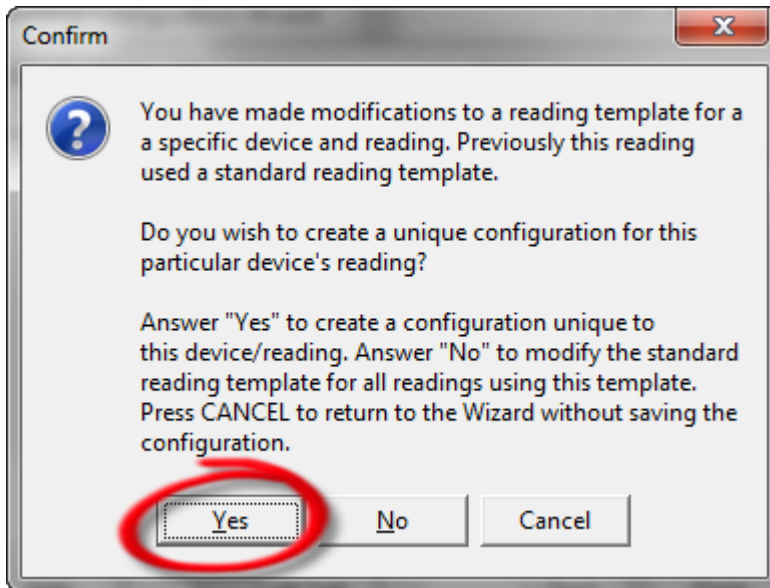 Confirm
You have made modifications to a reading template for a
a specific device and reading. Previously this reading
used a standard reading template.
Do you wish to create a unique configuration for this
particular device's reading?
Answer "Yes" to create a configuration unique to
this device/reading. Answer "No" to modify the standard
reading template for all readings using this template.
Press CANCEL to return to the Wizard without saving the
configuration.
Yes No Cancel